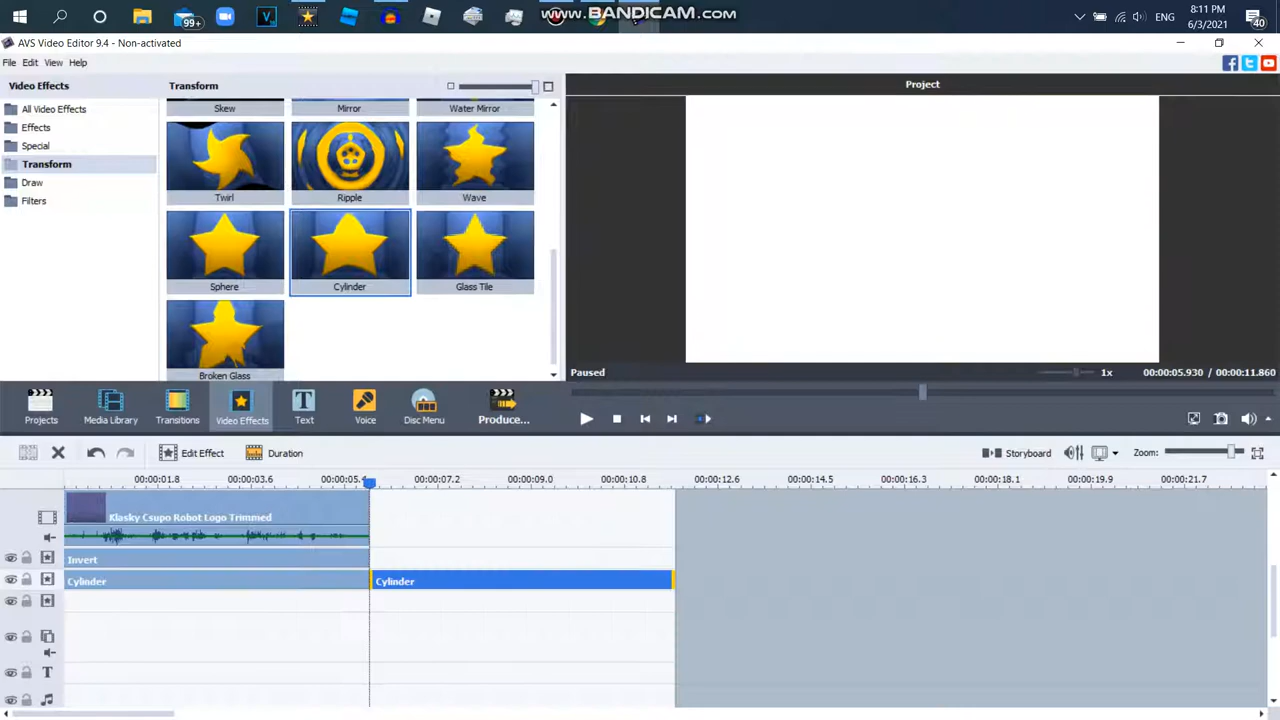 99+
www.BANDICAM.com
ENG
8:11 PM
6/3/2021
40
AVS Video Editor 9.4 - Non-activated
File Edit View Help
Video Effects
Transform
Project
All Video Effects
Effects
Special
Transform
Draw
Filters
Skew Mirror Water Mirror
Twirl Ripple Wave
Sphere Cylinder Glass Tile
Broken Glass
Paused
1x
00:00:05.930 / 00:00:11.860
Projects Media Library Transitions Video Effects Text Voice Disc Menu Produce...
Edit Effect Duration
Storyboard
Zoom:
00:00:01.8 00:00:03.6 00:00:05.4 00:00:07.2 00:00:09.0 00:00:10.8 00:00:12.6 00:00:14.5 00:00:16.3 00:00:18.1 00:00:19.9 00:00:21.7
Klasky Csupo Robot Logo Trimmed
Invert
Cylinder Cylinder